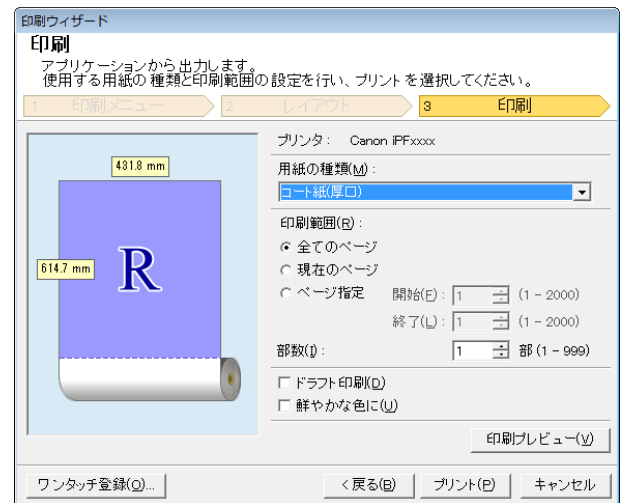 印刷ウィザード
印刷
アプリケーションから出力します。
使用する用紙の種類と印刷範囲の設定を行い、プリントを選択してください。
1 印刷メニュー 2 レイアウト 3 印刷
プリンタ： Canon iPFxxxx
431.8 mm
用紙の種類(M)：
コート紙(厚口)
印刷範囲(R)：
全てのページ
614.7 mm
R
現在のページ
ページ指定 開始(F)： 1 (1 - 2000)
終了(L)： 1 (1 - 2000)
部数(I)： 1 部 (1 - 999)
ドラフト印刷(D)
鮮やかな色に(U)
印刷プレビュー(V)
ワンタッチ登録(O)... < 戻る(B) プリント(P) キャンセル